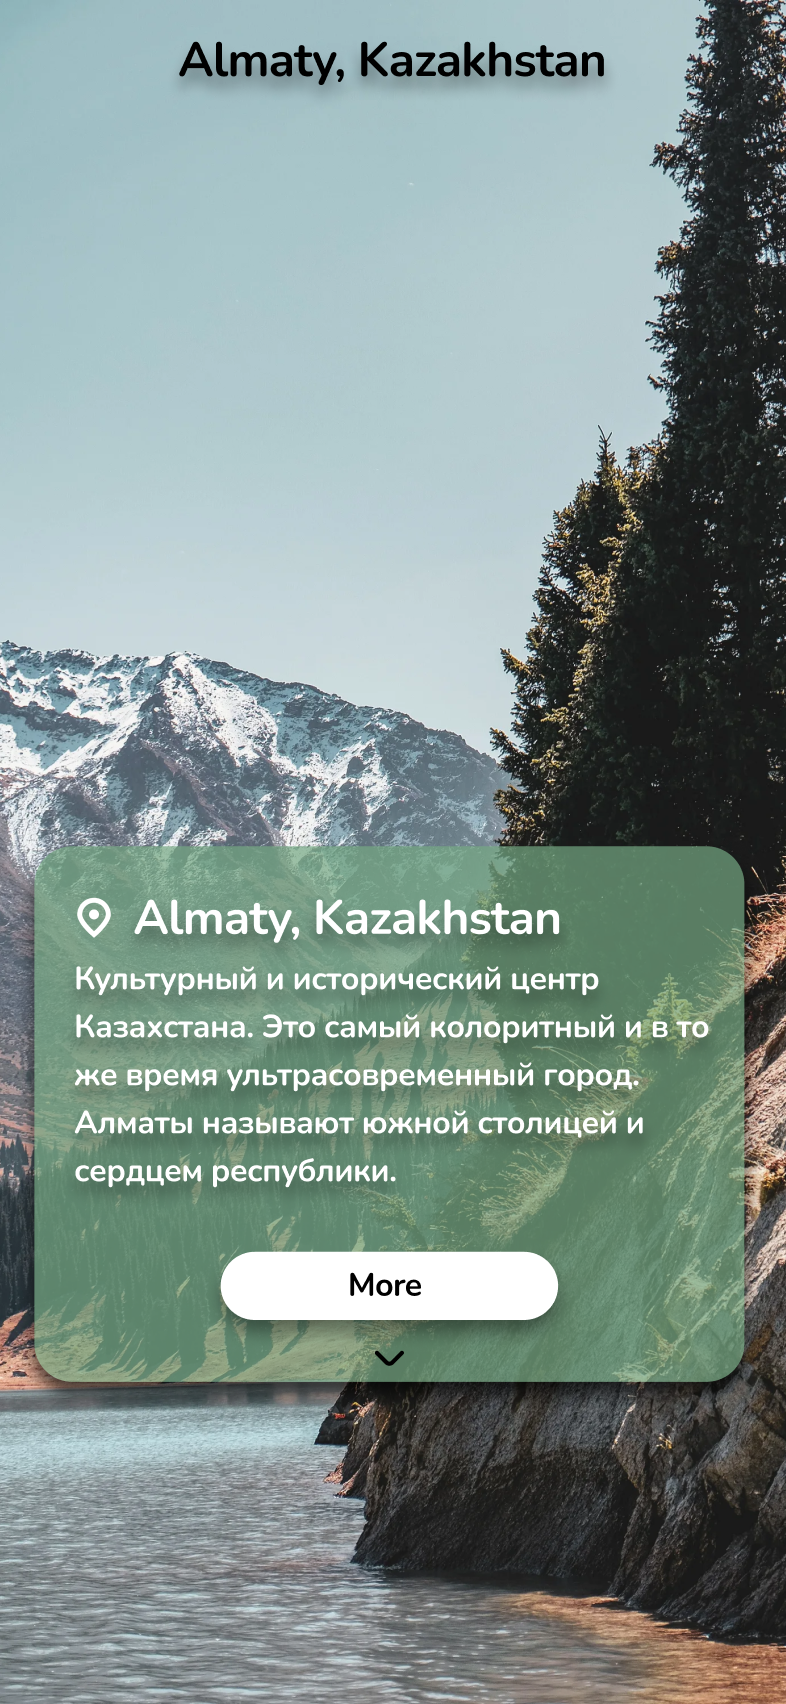 Almaty, Kazakhstan
Almaty, Kazakhstan
Культурный и исторический центр
Казахстана. Это самый колоритный и в то
же время ультрасовременный город.
Алматы называют южной столицей и
сердцем республики.
More